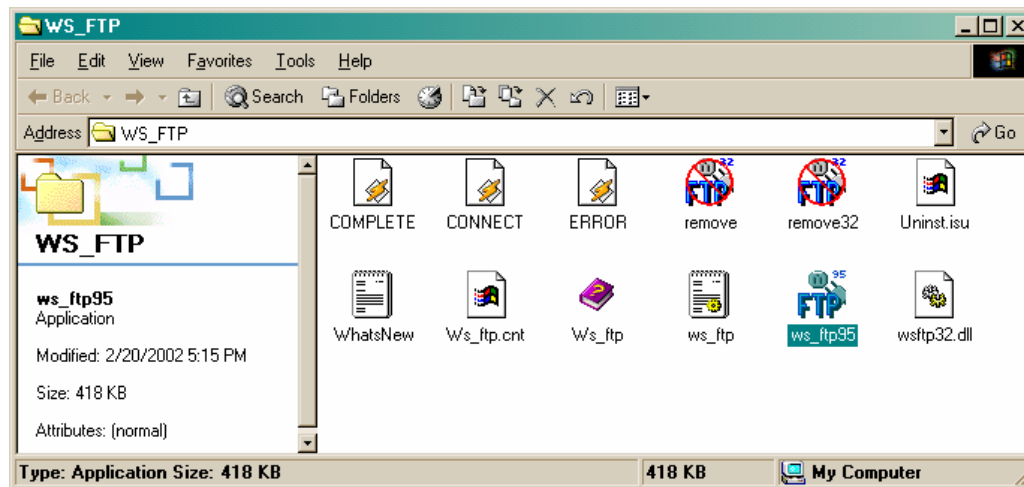 WS_FTP
File Edit View Favorites Tools Help
Back Search Folders
Address WS_FTP Go
WS_FTP
ws_ftp95
Application
Modified: 2/20/2002 5:15 PM
Size: 418 KB
Attributes: (normal)
COMPLETE CONNECT ERROR remove remove32 Uninst.isu
WhatsNew Ws_ftp.cnt Ws_ftp ws_ftp ws_ftp95 wsftp32.dll
Type: Application Size: 418 KB 418 KB My Computer